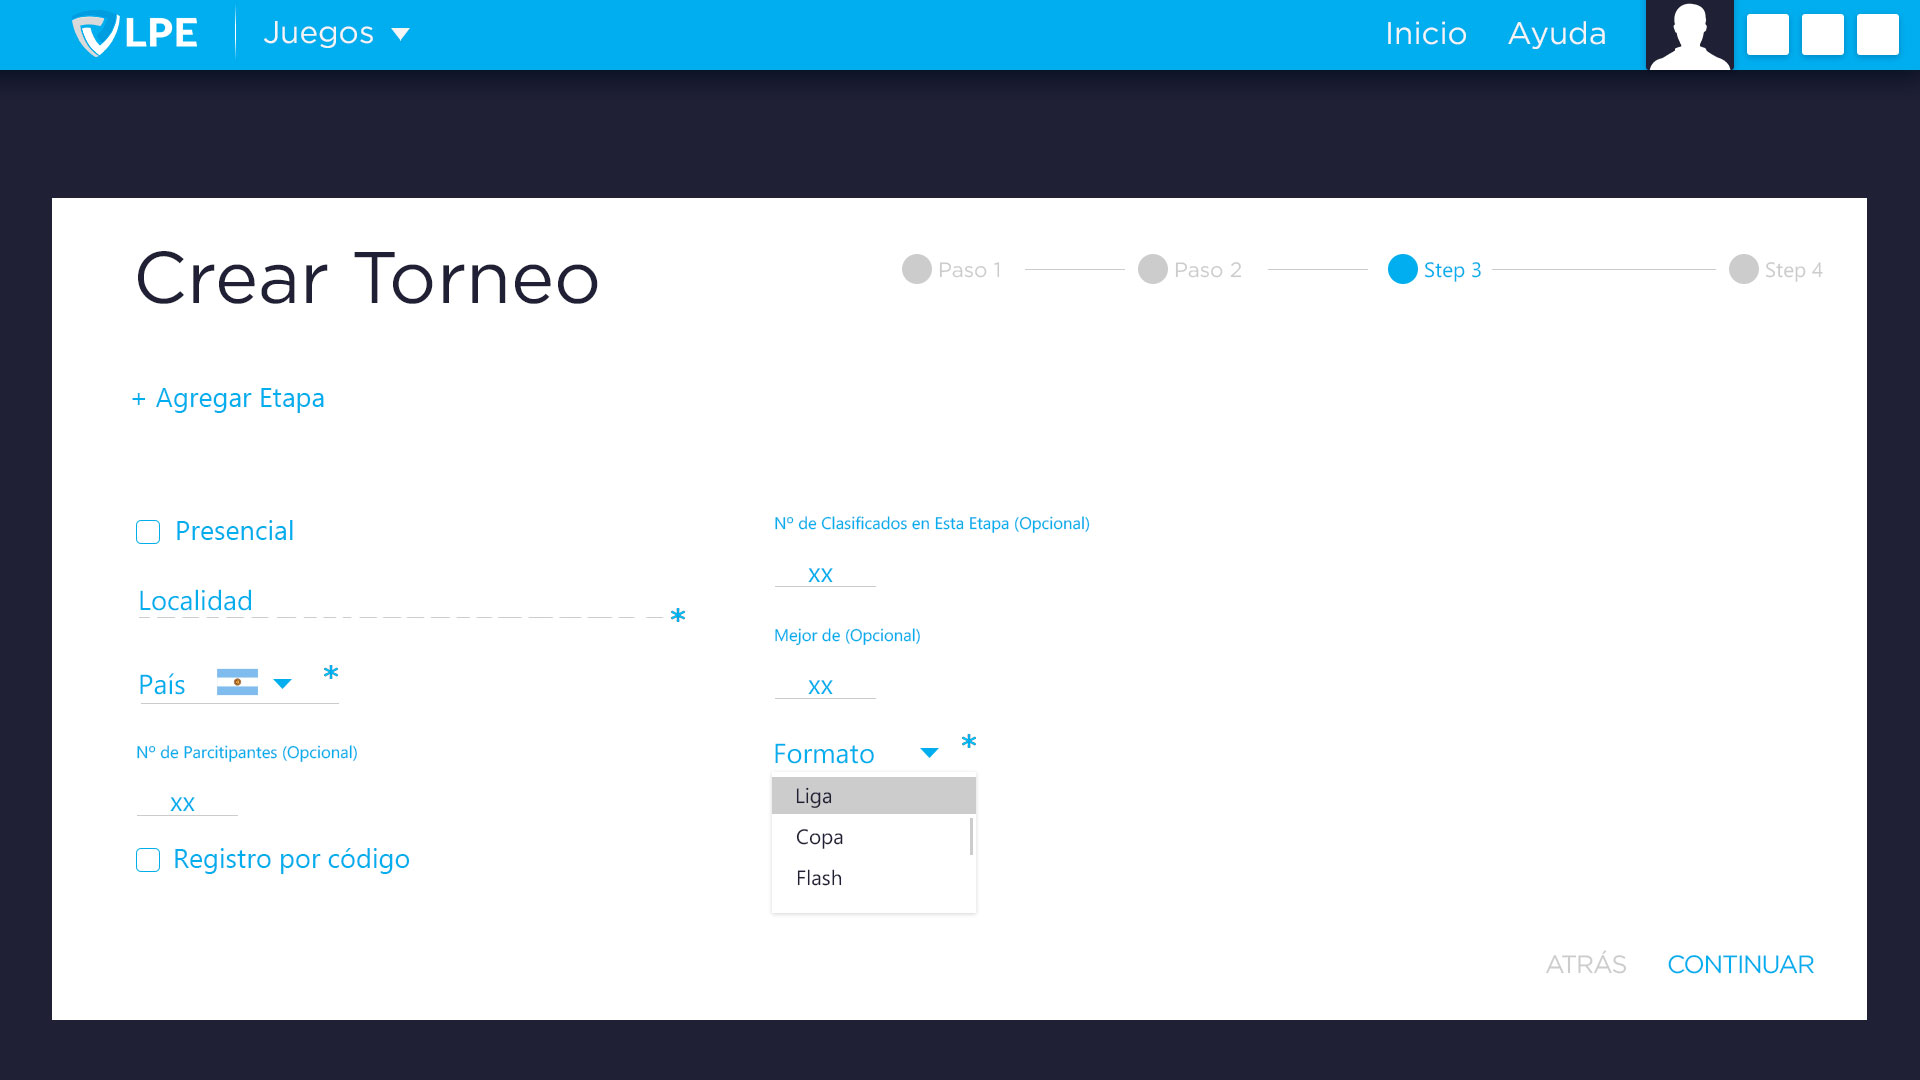 LPE
Juegos
Inicio
Ayuda
Crear Torneo
Paso 1
Paso 2
Step 3
Step 4
+ Agregar Etapa
Presencial
Localidad
*
País
*
Nº de Parcitipantes (Opcional)
xx
Registro por código
Nº de Clasificados en Esta Etapa (Opcional)
xx
Mejor de (Opcional)
xx
Formato
*
Liga
Copa
Flash
ATRÁS
CONTINUAR